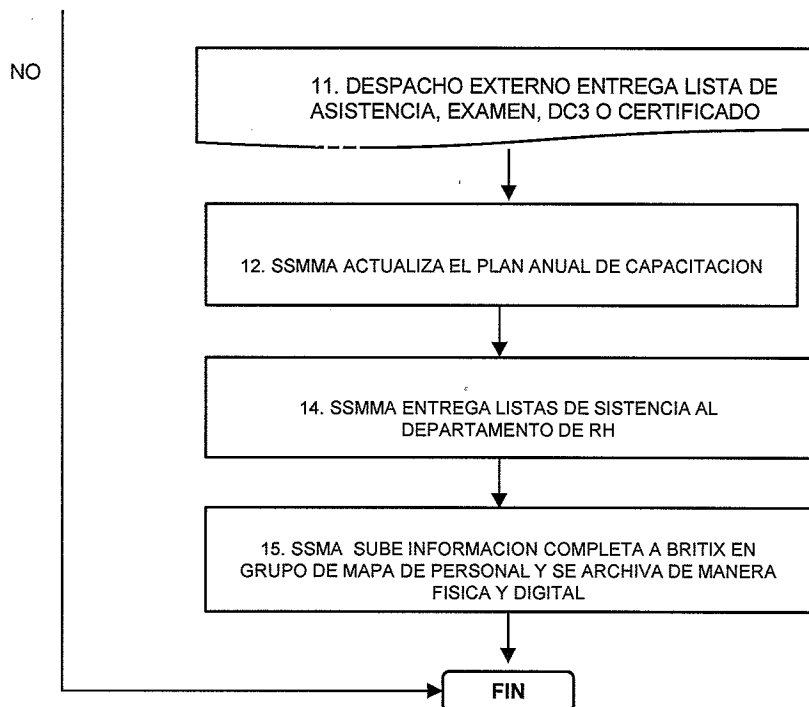 NO
11. DESPACHO EXTERNO ENTREGA LISTA DE
ASISTENCIA, EXAMEN, DC3 O CERTIFICADO
12. SSMMA ACTUALIZA EL PLAN ANUAL DE CAPACITACION
14. SSMMA ENTREGA LISTAS DE SISTENCIA AL
DEPARTAMENTO DE RH
15. SSMA SUBE INFORMACION COMPLETA A BRITIX EN
GRUPO DE MAPA DE PERSONAL Y SE ARCHIVA DE MANERA
FISICA Y DIGITAL
FIN